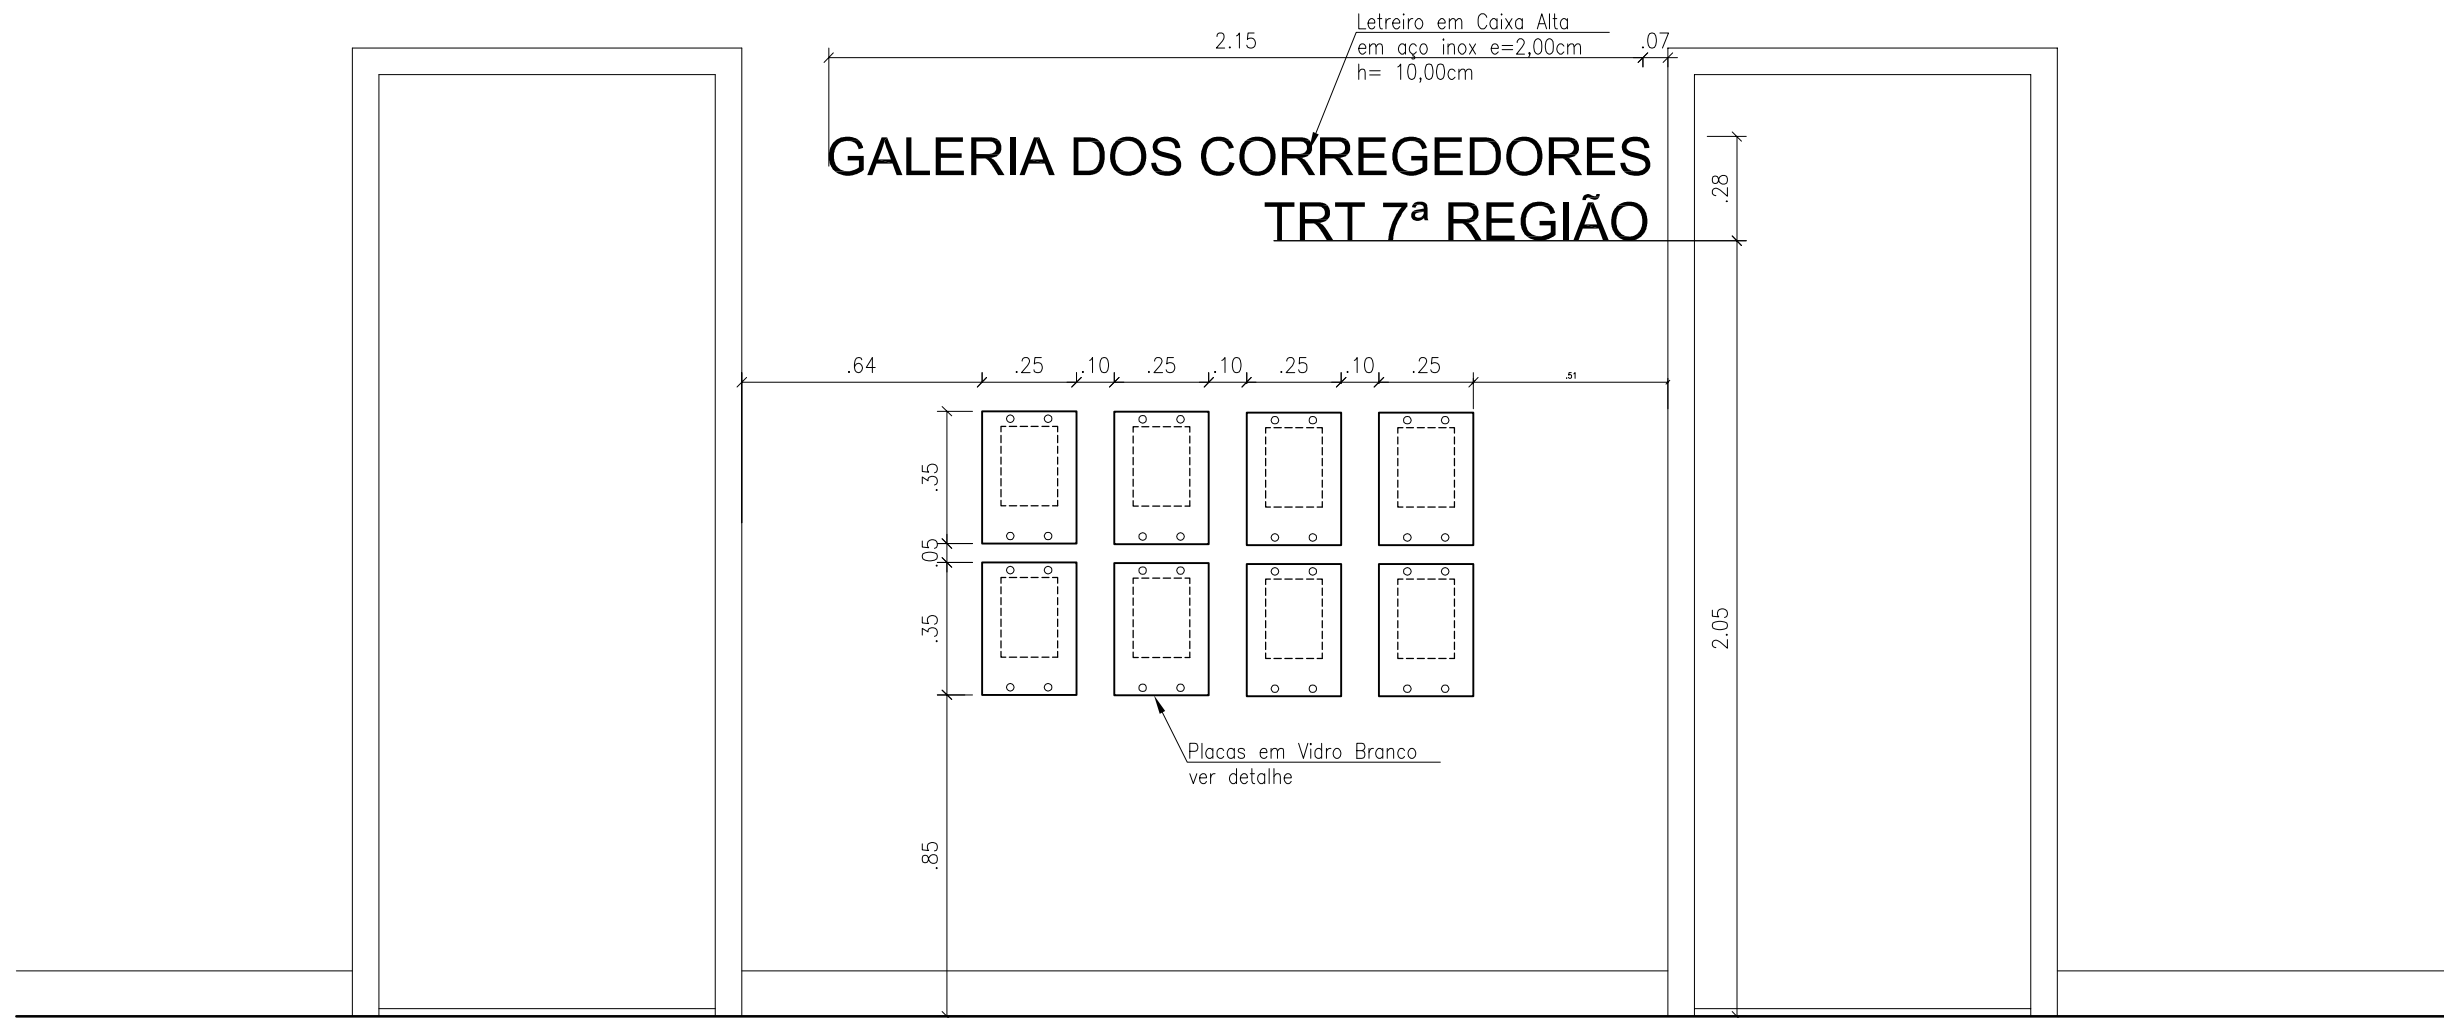 Letreiro em Caixa Alta
2.15
em aço inox e=2,00cm
.07
h= 10,00cm
GALERIA DOS CORREGEDORES
TRT 7ª REGIÃO
.28
.64 .25 .10 .25 .10 .25 .10 .25 .51
.35
.05
.35
2.05
Placas em Vidro Branco
ver detalhe
.85